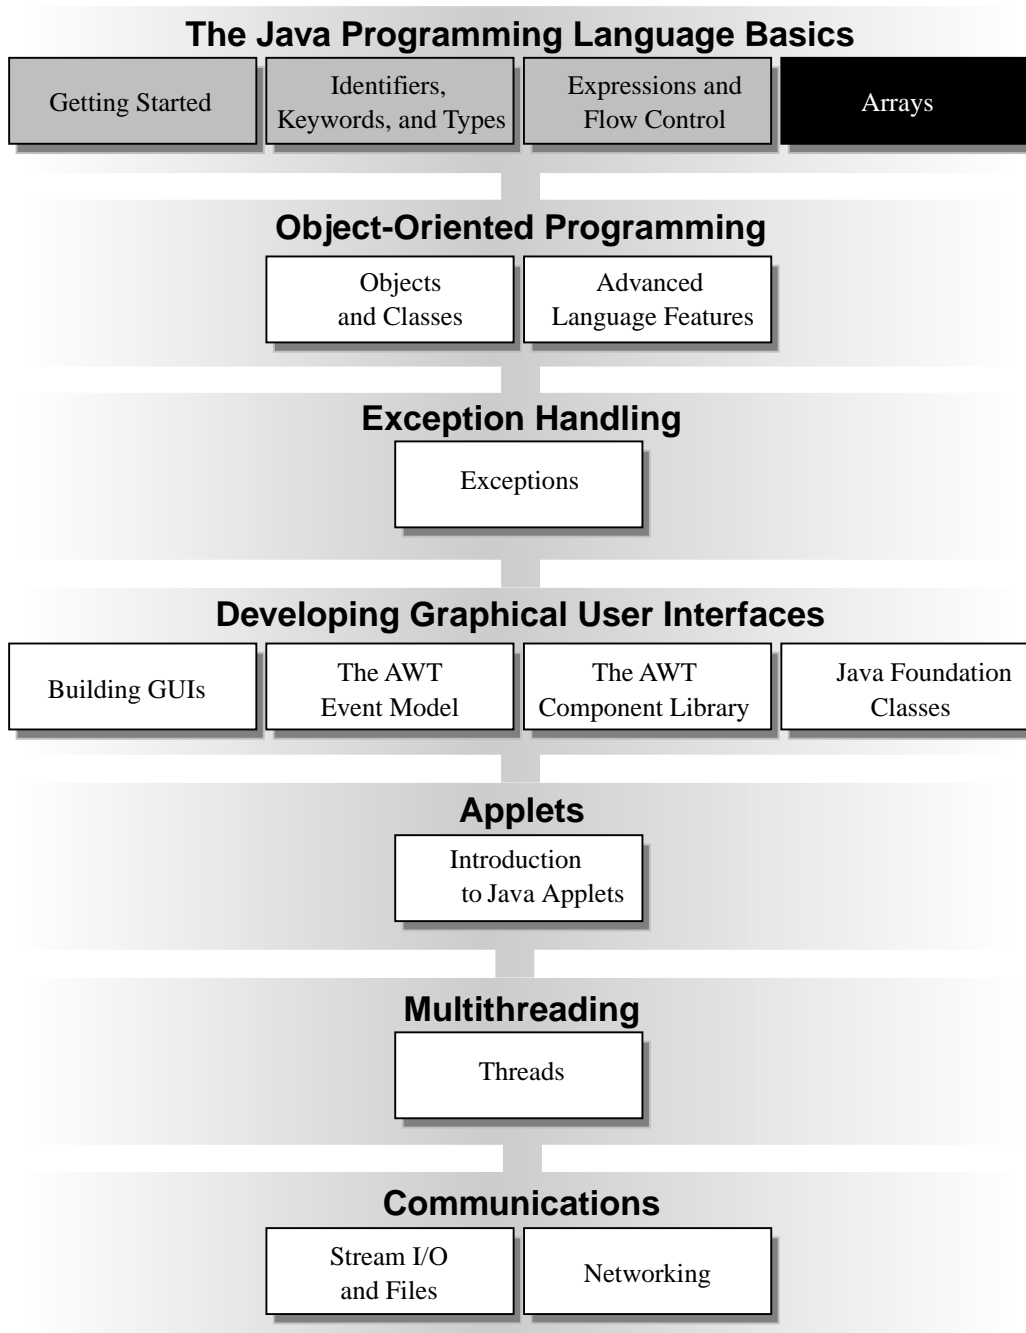 The Java Programming Language Basics
Getting Started
Identifiers,
Keywords, and Types
Expressions and
Flow Control
Arrays
Object-Oriented Programming
Objects
and Classes
Advanced
Language Features
Exception Handling
Exceptions
Developing Graphical User Interfaces
Building GUIs
The AWT
Event Model
The AWT
Component Library
Java Foundation
Classes
Applets
Introduction
to Java Applets
Multithreading
Threads
Communications
Stream I/O
and Files
Networking